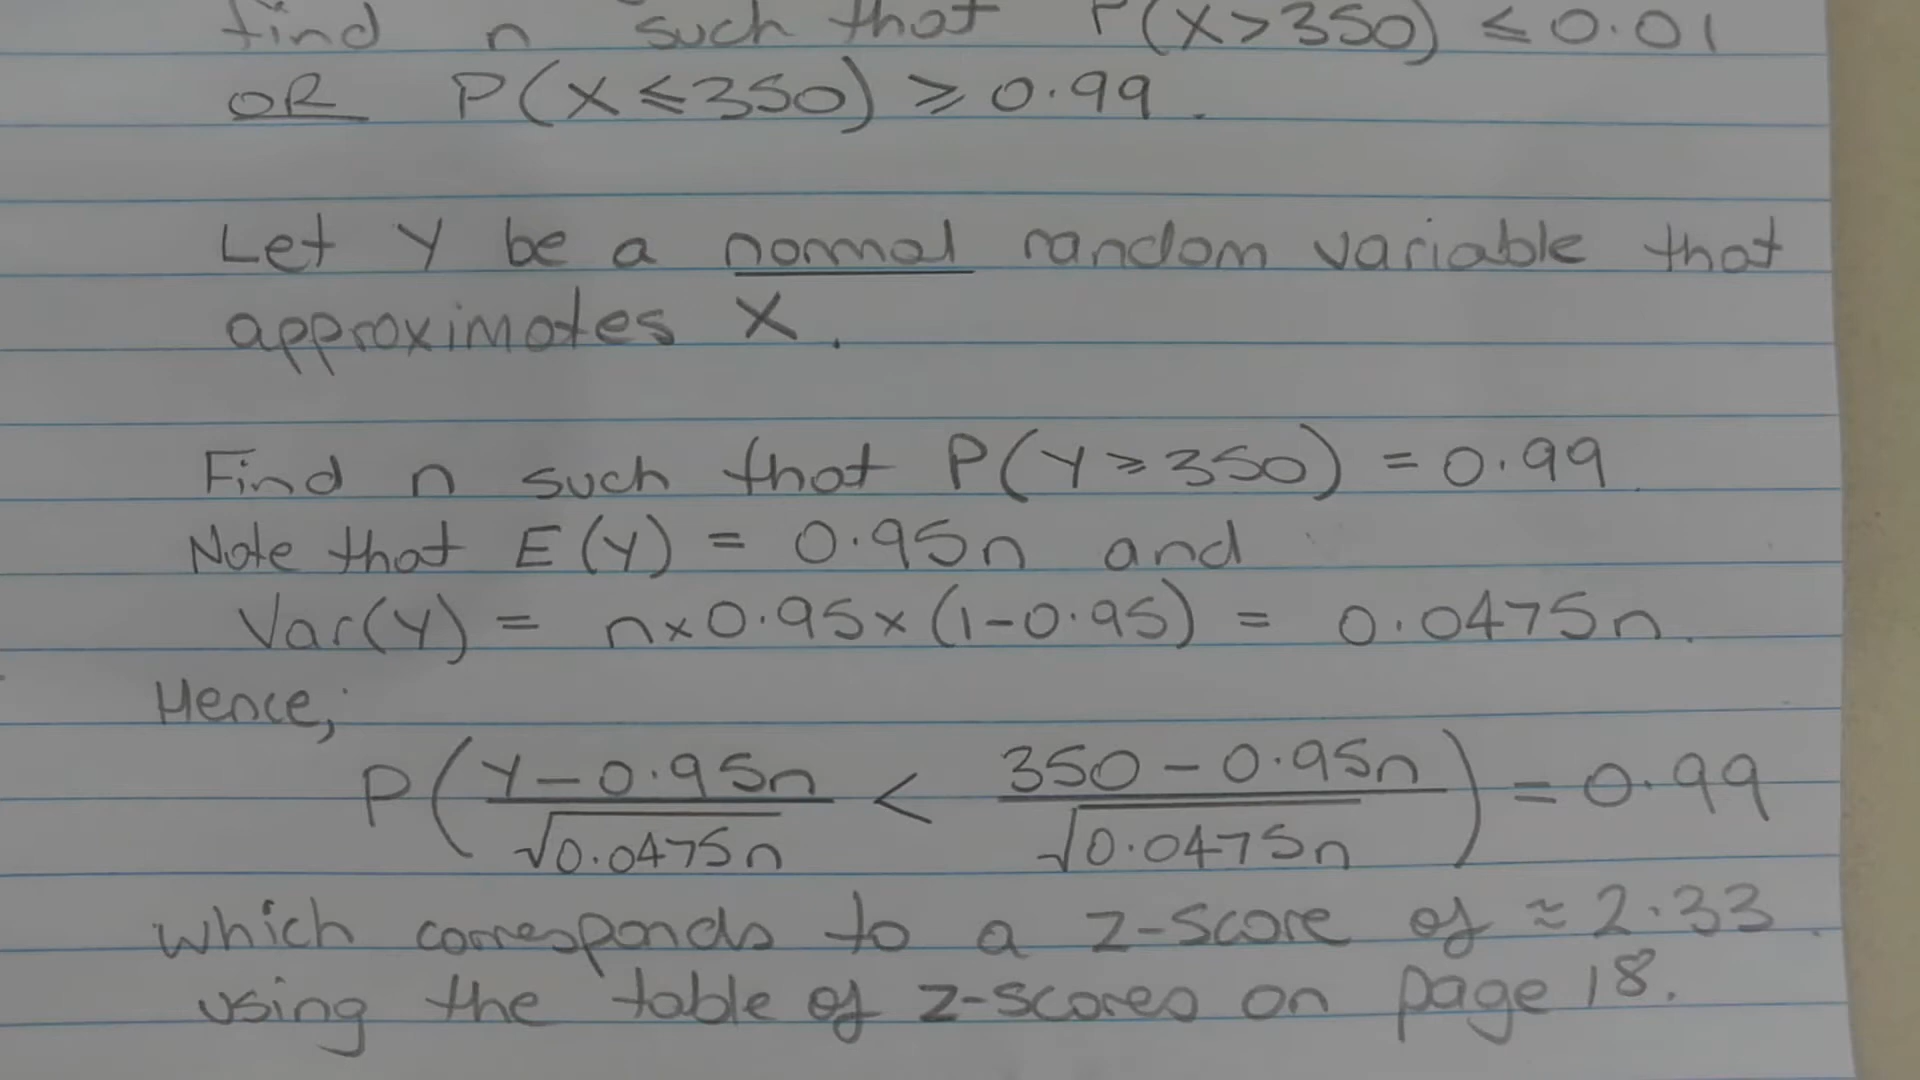 find n such that P(X>350) ≤ 0.01
OR P(X≤350) ≥ 0.99.
Let Y be a normal random variable that
approximates X.
Find n such that P(Y≥350) = 0.99.
Note that E(Y) = 0.95n and
Var(Y) = n×0.95×(1-0.95) = 0.0475n.
Hence,
P((Y-0.95n)/√(0.0475n) < (350-0.95n)/√(0.0475n)) = 0.99
which corresponds to a z-score of ≈ 2.33.
using the table of z-scores on page 18.